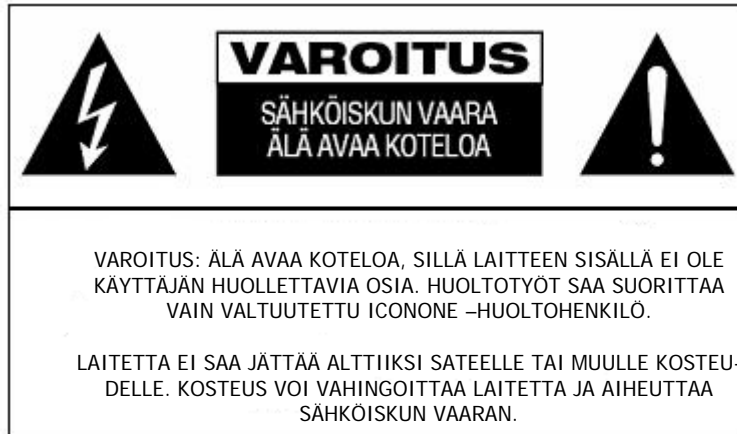 VAROITUS
SÄHKÖISKUN VAARA
ÄLÄ AVAA KOTELOA
VAROITUS: ÄLÄ AVAA KOTELOA, SILLÄ LAITTEEN SISÄLLÄ EI OLE
KÄYTTÄJÄN HUOLLETTAVIA OSIA. HUOLTOTYÖT SAA SUORITTAA
VAIN VALTUUTETTU ICONONE –HUOLTOHENKILÖ.
LAITETTA EI SAA JÄTTÄÄ ALTTIIKSI SATEELLE TAI MUULLE KOSTEU-
DELLE. KOSTEUS VOI VAHINGOITTAA LAITETTA JA AIHEUTTAA
SÄHKÖISKUN VAARAN.